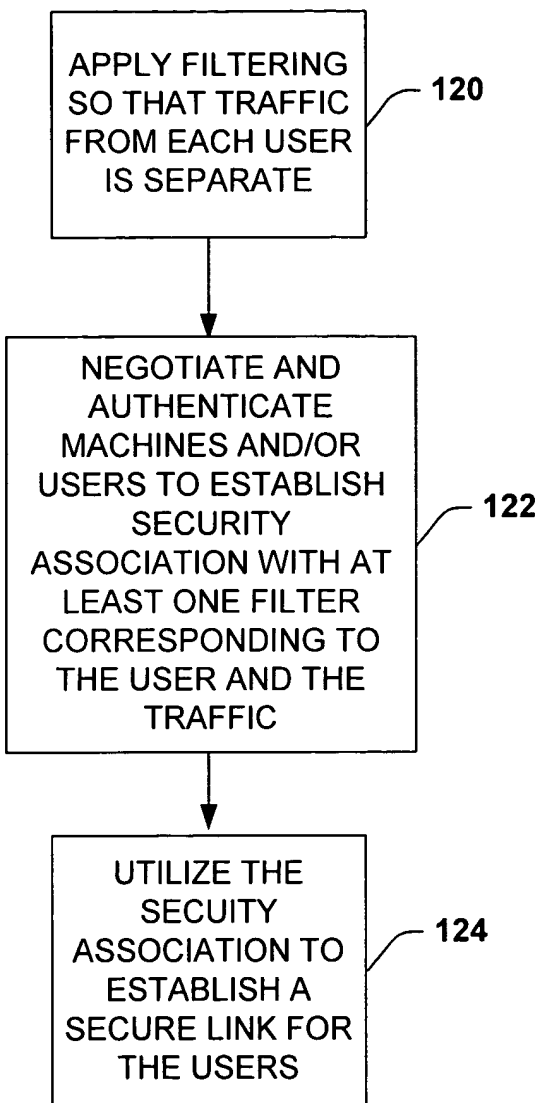 APPLY FILTERING
SO THAT TRAFFIC
FROM EACH USER
IS SEPARATE
120
NEGOTIATE AND
AUTHENTICATE
MACHINES AND/OR
USERS TO ESTABLISH
SECURITY
ASSOCIATION WITH AT
LEAST ONE FILTER
CORRESPONDING TO
THE USER AND THE
TRAFFIC
122
UTILIZE THE
SECUITY
ASSOCIATION TO
ESTABLISH A
SECURE LINK FOR
THE USERS
124